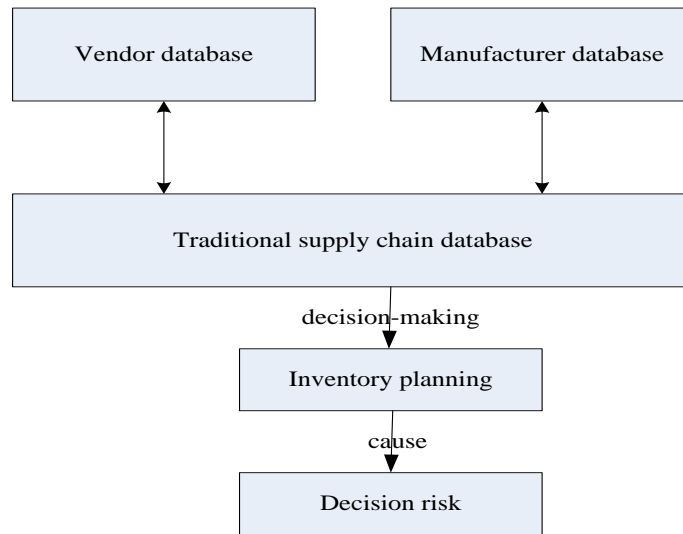 Vendor database
Manufacturer database
Traditional supply chain database
decision-making
Inventory planning
cause
Decision risk